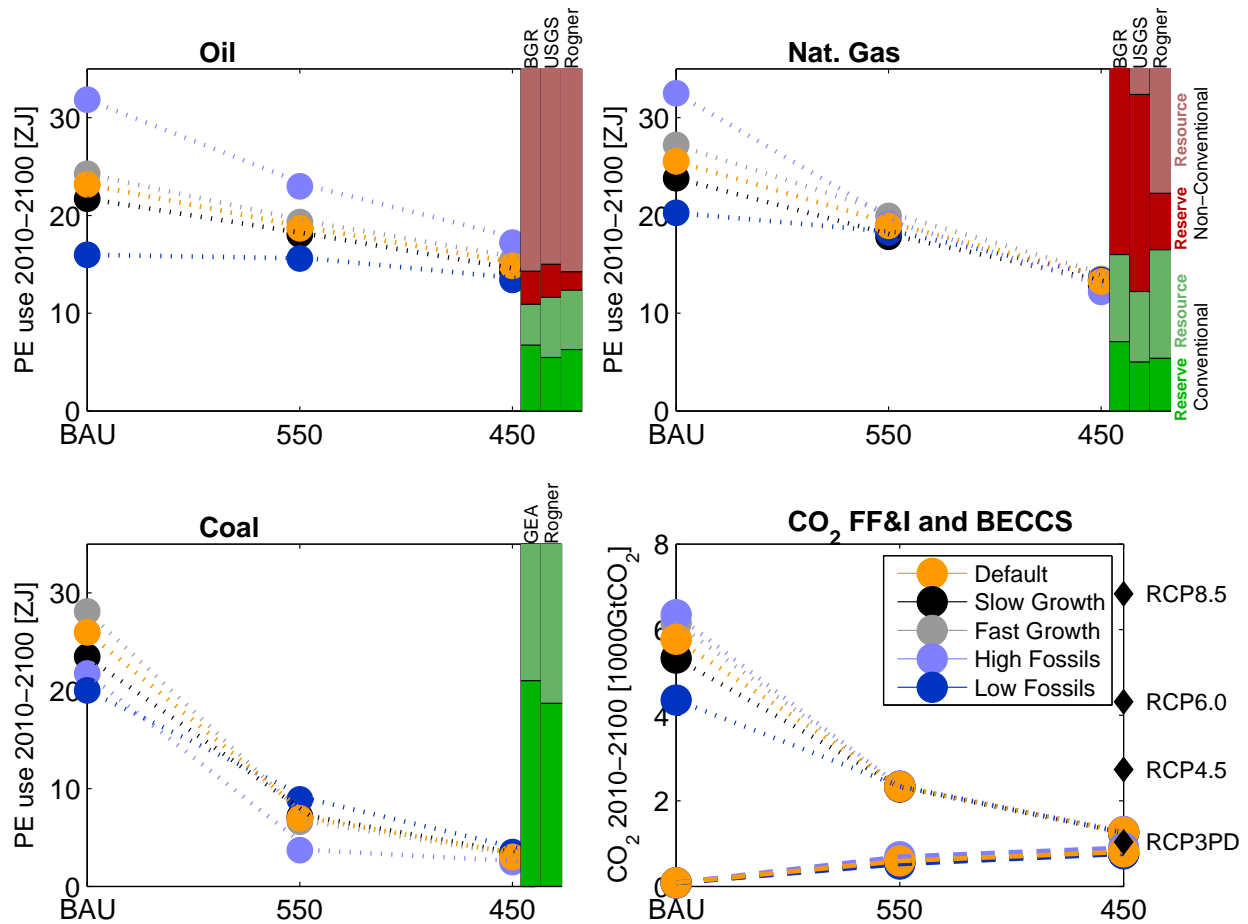 Oil
BGR
USGS
Rogner
PE use 2010−2100 [ZJ]
30
20
10
0
BAU
550
450
Nat. Gas
BGR
USGS
Rogner
PE use 2010−2100 [ZJ]
30
20
10
0
BAU
550
450
Reserve Resource Reserve Resource
Conventional Non−Conventional
Coal
GEA
Rogner
PE use 2010−2100 [ZJ]
30
20
10
0
BAU
550
450
CO2 FF&I and BECCS
CO2 2010−2100 [1000GtCO2]
8
6
4
2
0
BAU
550
450
Default
Slow Growth
Fast Growth
High Fossils
Low Fossils
RCP8.5
RCP6.0
RCP4.5
RCP3PD